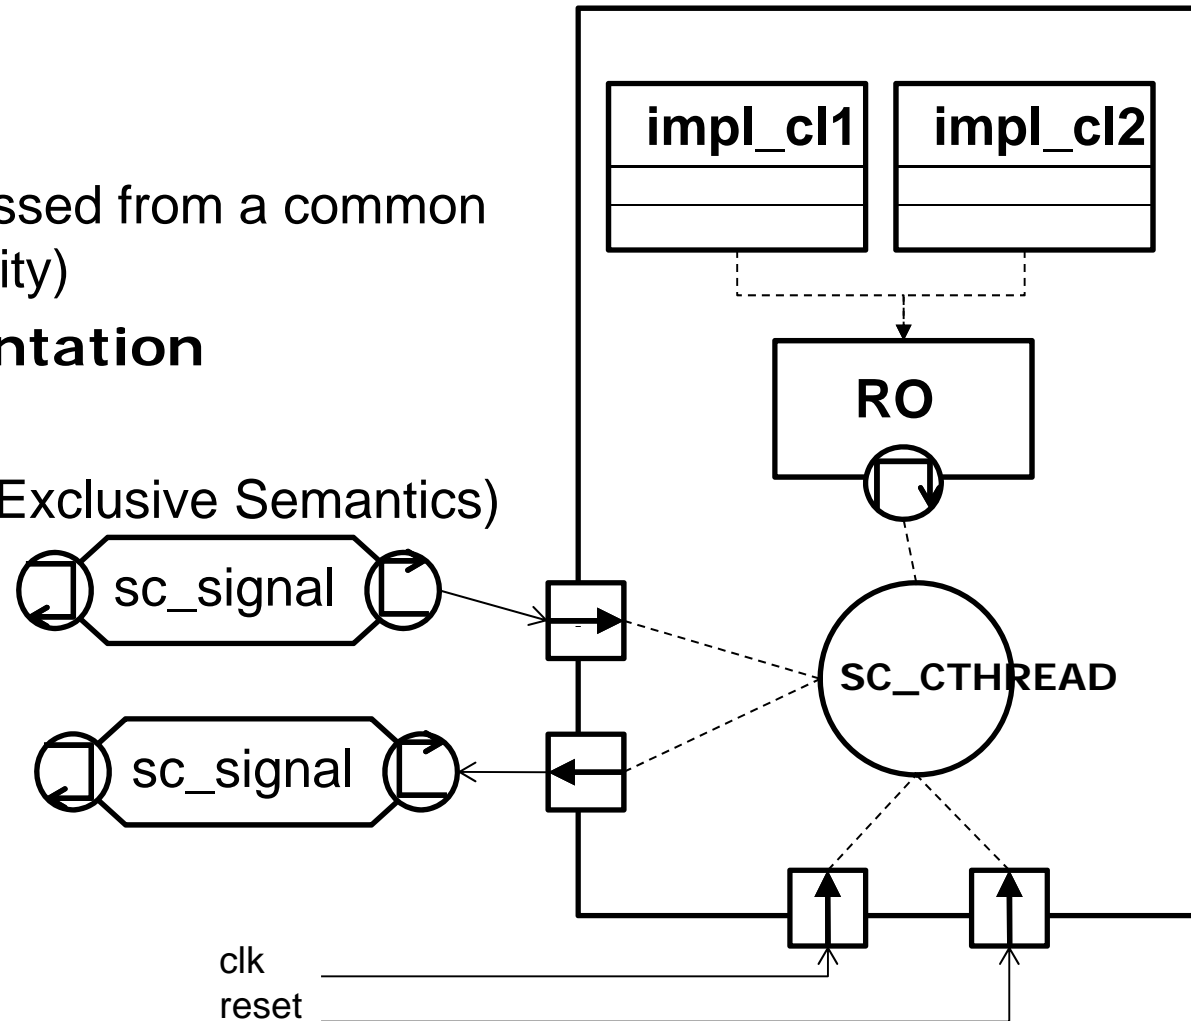 impl_cl1
impl_cl2
ssed from a common
ity)
ntation
RO
Exclusive Semantics)
sc_signal
SC_CTHREAD
sc_signal
clk
reset